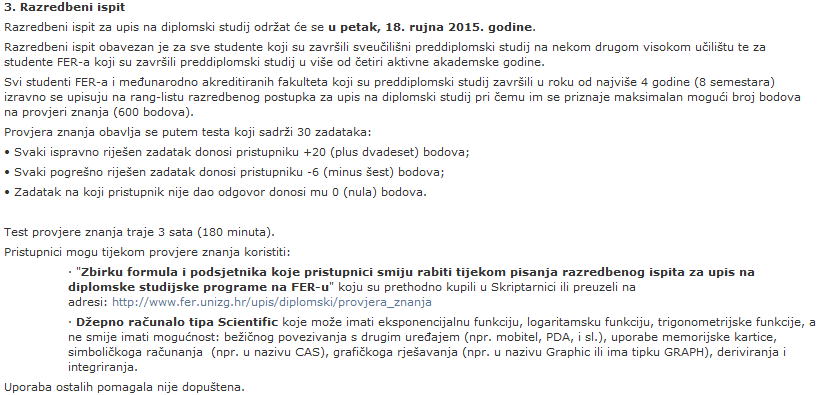 3. Razredbeni ispit
Razredbeni ispit za upis na diplomski studij održat će se u petak, 18. rujna 2015. godine.
Razredbeni ispit obavezan je za sve studente koji su završili sveučilišni preddiplomski studij na nekom drugom visokom učilištu te za
studente FER-a koji su završili preddiplomski studij u više od četiri aktivne akademske godine.
Svi studenti FER-a i međunarodno akreditiranih fakulteta koji su preddiplomski studij završili u roku od najviše 4 godine (8 semestara)
izravno se upisuju na rang-listu razredbenog postupka za upis na diplomski studij pri čemu im se priznaje maksimalan mogući broj bodova
na provjeri znanja (600 bodova).
Provjera znanja obavlja se putem testa koji sadrži 30 zadataka:
• Svaki ispravno riješen zadatak donosi pristupniku +20 (plus dvadeset) bodova;
• Svaki pogrešno riješen zadatak donosi pristupniku -6 (minus šest) bodova;
• Zadatak na koji pristupnik nije dao odgovor donosi mu 0 (nula) bodova.
Test provjere znanja traje 3 sata (180 minuta).
Pristupnici mogu tijekom provjere znanja koristiti:
· "Zbirku formula i podsjetnika koje pristupnici smiju rabiti tijekom pisanja razredbenog ispita za upis na
diplomske studijske programe na FER-u" koju su prethodno kupili u Skriptarnici ili preuzeli na
adresi: http://www.fer.unizg.hr/upis/diplomski/provjera_znanja
· Džepno računalo tipa Scientific koje može imati eksponencijalnu funkciju, logaritamsku funkciju, trigonometrijske funkcije, a
ne smije imati mogućnost: bežičnog povezivanja s drugim uređajem (npr. mobitel, PDA, i sl.), uporabe memorijske kartice,
simboličkoga računanja (npr. u nazivu CAS), grafičkoga rješavanja (npr. u nazivu Graphic ili ima tipku GRAPH), deriviranja i
integriranja.
Uporaba ostalih pomagala nije dopuštena.